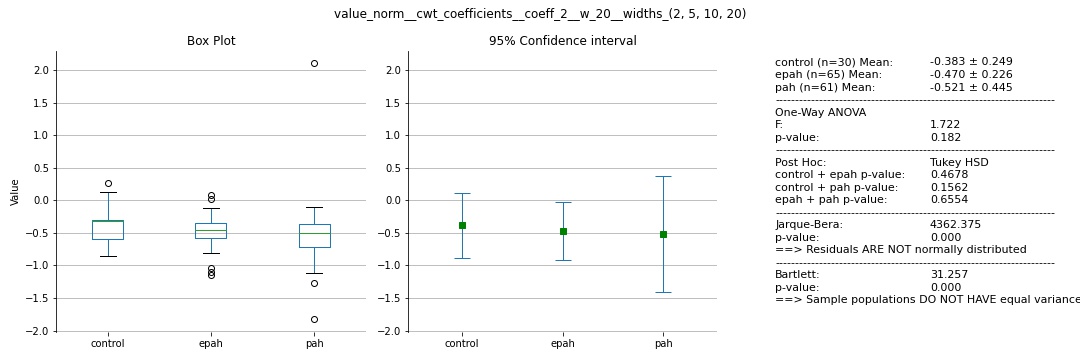 value_norm__cwt_coefficients__coeff_2__w_20__widths_(2, 5, 10, 20)
Box Plot
2.0
1.5
1.0
0.5
0.0
−0.5
−1.0
−1.5
−2.0
Value
control
epah
pah
95% Confidence interval
2.0
1.5
1.0
0.5
0.0
−0.5
−1.0
−1.5
−2.0
control
epah
pah
control (n=30) Mean: -0.383 ± 0.249
epah (n=65) Mean: -0.470 ± 0.226
pah (n=61) Mean: -0.521 ± 0.445
One-Way ANOVA
F: 1.722
p-value: 0.182
Post Hoc: Tukey HSD
control + epah p-value: 0.4678
control + pah p-value: 0.1562
epah + pah p-value: 0.6554
Jarque-Bera: 4362.375
p-value: 0.000
==> Residuals ARE NOT normally distributed
Bartlett: 31.257
p-value: 0.000
==> Sample populations DO NOT HAVE equal variance